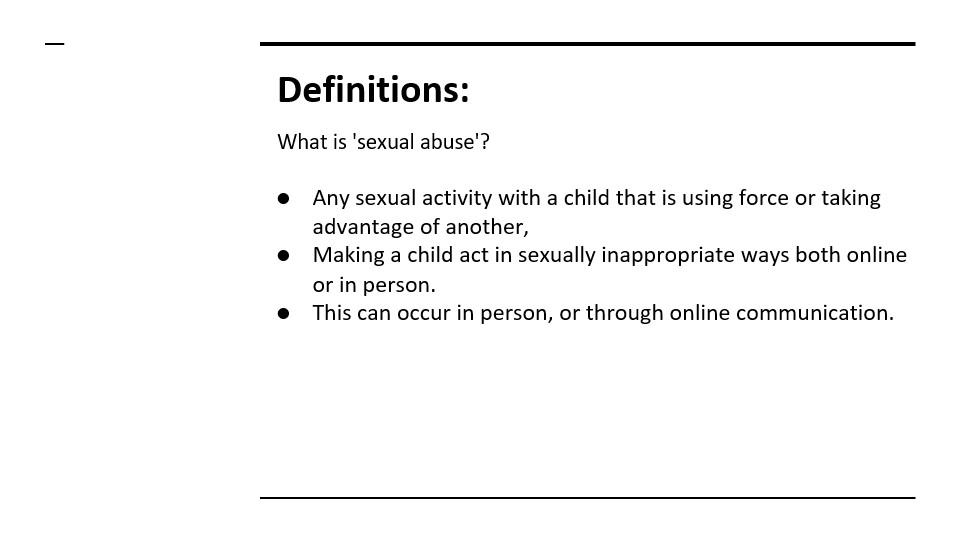 Definitions:
What is 'sexual abuse'?
● Any sexual activity with a child that is using force or taking
advantage of another,
● Making a child act in sexually inappropriate ways both online
or in person.
● This can occur in person, or through online communication.